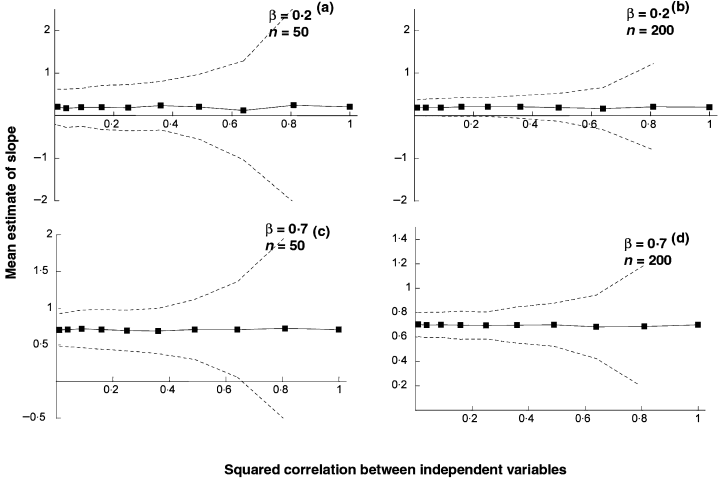 β = 0·2 (a)
n = 50
2
1
−1
−2
0·2 0·4 0·6 0·8 1
β = 0·2 (b)
n = 200
2
1
−1
−2
0·2 0·4 0·6 0·8 1
β = 0·7 (c)
n = 50
2
1·5
1
0·5
−0·5
0·2 0·4 0·6 0·8 1
β = 0·7 (d)
n = 200
1·4
1·2
1
0·8
0·6
0·4
0·2
0·2 0·4 0·6 0·8 1
Mean estimate of slope
Squared correlation between independent variables